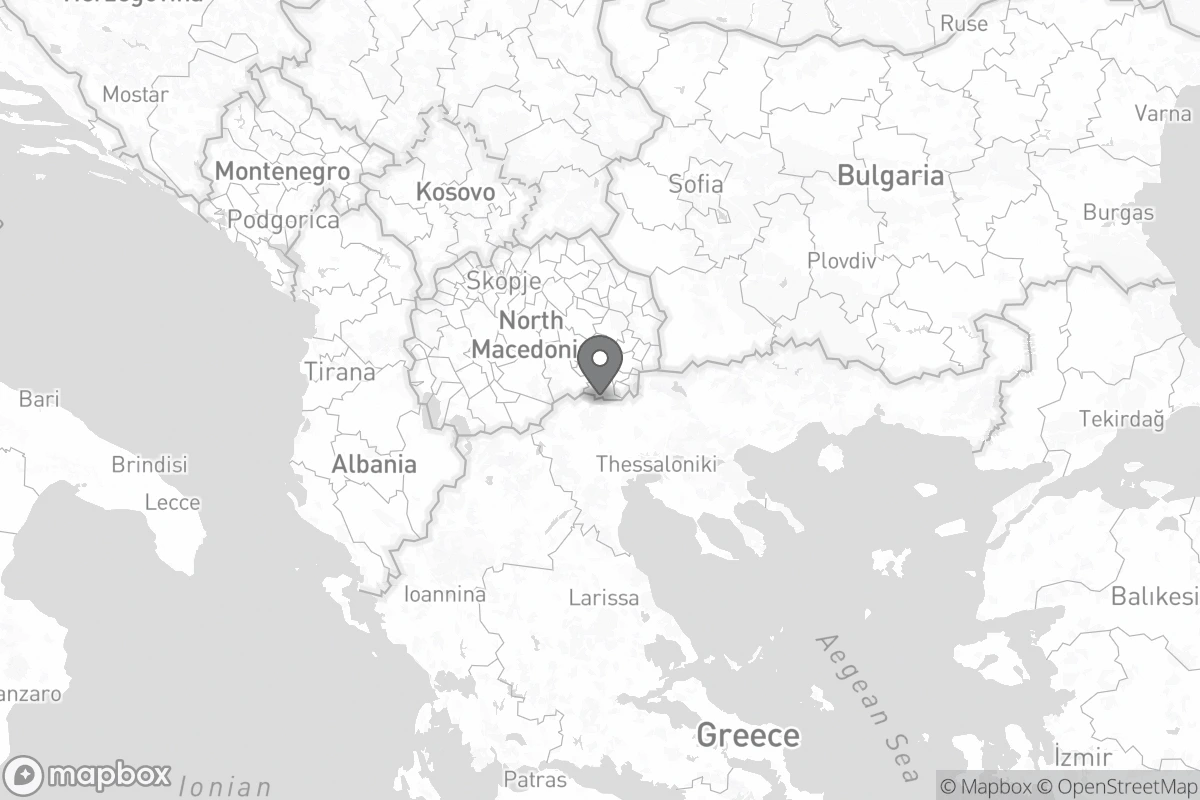 Herzegovina
Ruse
Mostar
Varna
Montenegro
Kosovo
Sofia
Bulgaria
Podgorica
Burgas
Plovdiv
Skopje
North
Macedoni
Tirana
Bari
Tekirdağ
Brindisi
Albania
Thessaloniki
Lecce
Ioannina
Larissa
Balıkesi
Aegean Sea
anzaro
Greece
İzmir
mapbox
Ionian
Patras
© Mapbox © OpenStreetMap